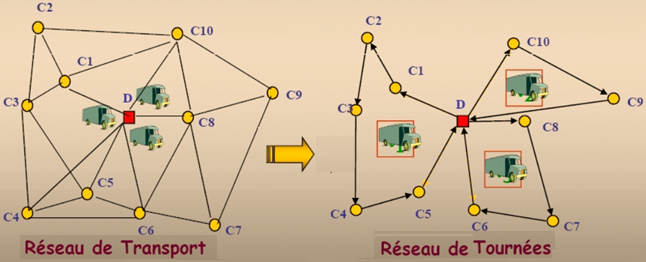 C2
C10
C1
D
C3
C8
C9
C5
C4
C6
C7
Réseau de Transport
C2
C10
C1
D
C3
C8
C9
C4
C5
C6
C7
Réseau de Tournées